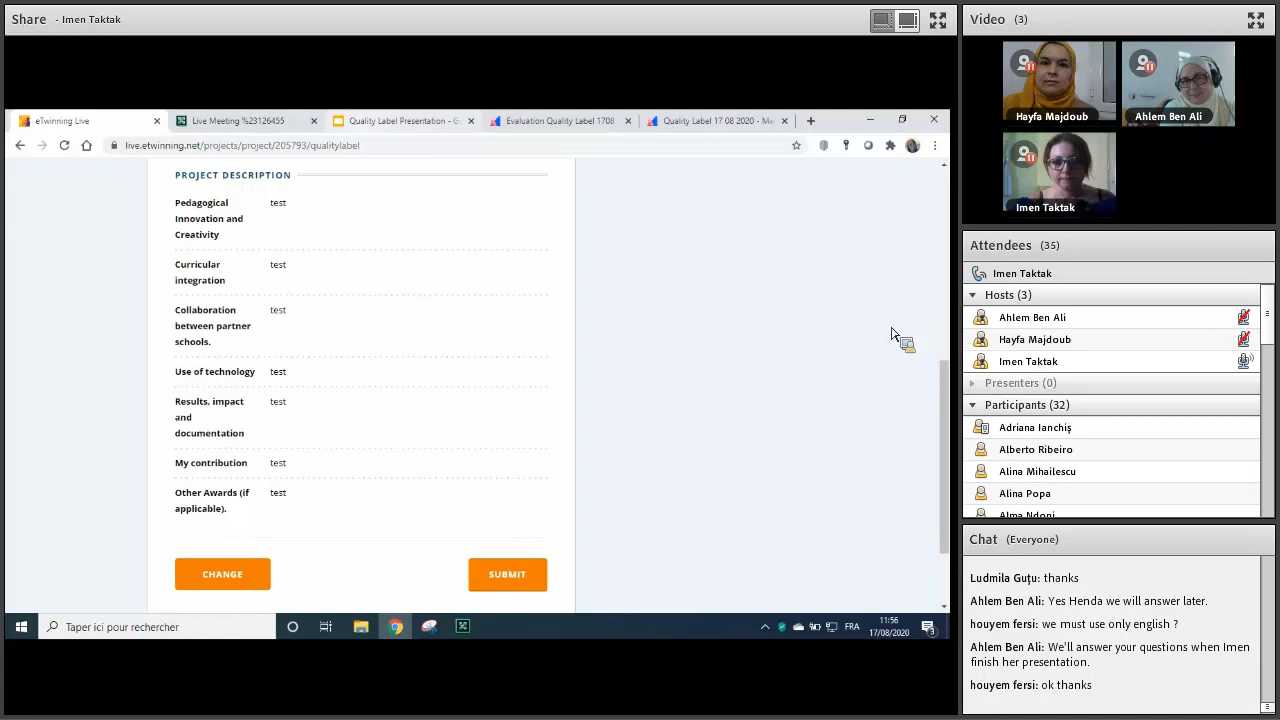 Share - Imen Taktak
eTwinning Live
Live Meeting %23126455
Quality Label Presentation - Go
Evaluation Quality Label 1708
Quality Label 17 08 2020 - Me
live.etwinning.net/projects/project/205793/qualitylabel
PROJECT DESCRIPTION
Pedagogical test
Innovation and
Creativity
Curricular test
integration
Collaboration test
between partner
schools.
Use of technology test
Results, impact test
and
documentation
My contribution test
Other Awards (if test
applicable).
CHANGE
SUBMIT
Taper ici pour rechercher
FRA
11:56
17/08/2020
3
Video (3)
Hayfa Majdoub
Ahlem Ben Ali
Imen Taktak
Attendees (35)
Imen Taktak
Hosts (3)
Ahlem Ben Ali
Hayfa Majdoub
Imen Taktak
Presenters (0)
Participants (32)
Adriana Ianchiș
Alberto Ribeiro
Alina Mihailescu
Alina Popa
Alma Ndoni
Chat (Everyone)
Ludmila Guțu: thanks
Ahlem Ben Ali: Yes Henda we will answer later.
houyem fersi: we must use only english ?
Ahlem Ben Ali: We'll answer your questions when Imen
finish her presentation.
houyem fersi: ok thanks